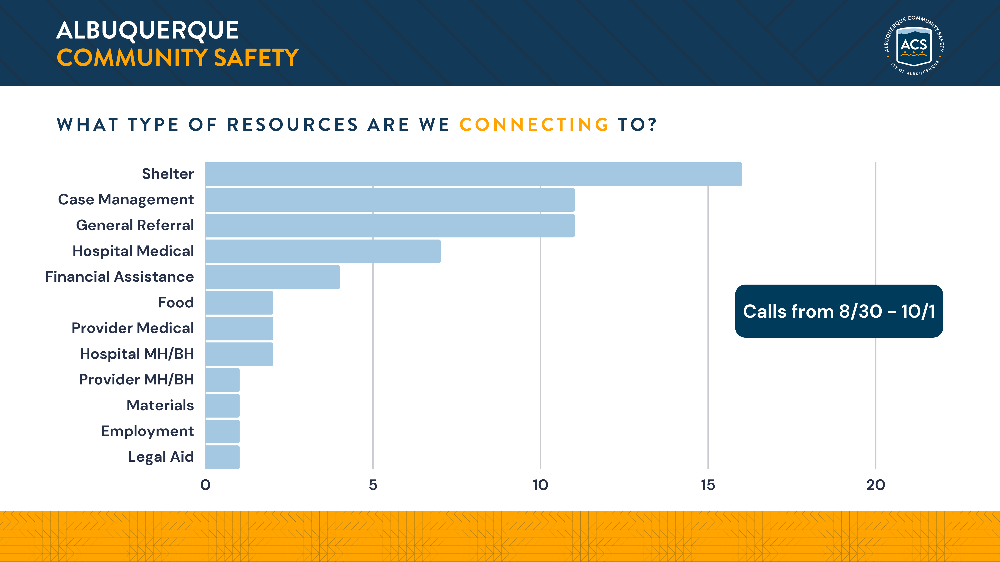 ALBUQUERQUE
COMMUNITY SAFETY
ALBUQUERQUE COMMUNITY SAFETY
ACS
CITY OF ALBUQUERQUE
WHAT TYPE OF RESOURCES ARE WE CONNECTING TO?
Shelter
Case Management
General Referral
Hospital Medical
Financial Assistance
Food
Provider Medical
Hospital MH/BH
Provider MH/BH
Materials
Employment
Legal Aid
Calls from 8/30 – 10/1
0 5 10 15 20